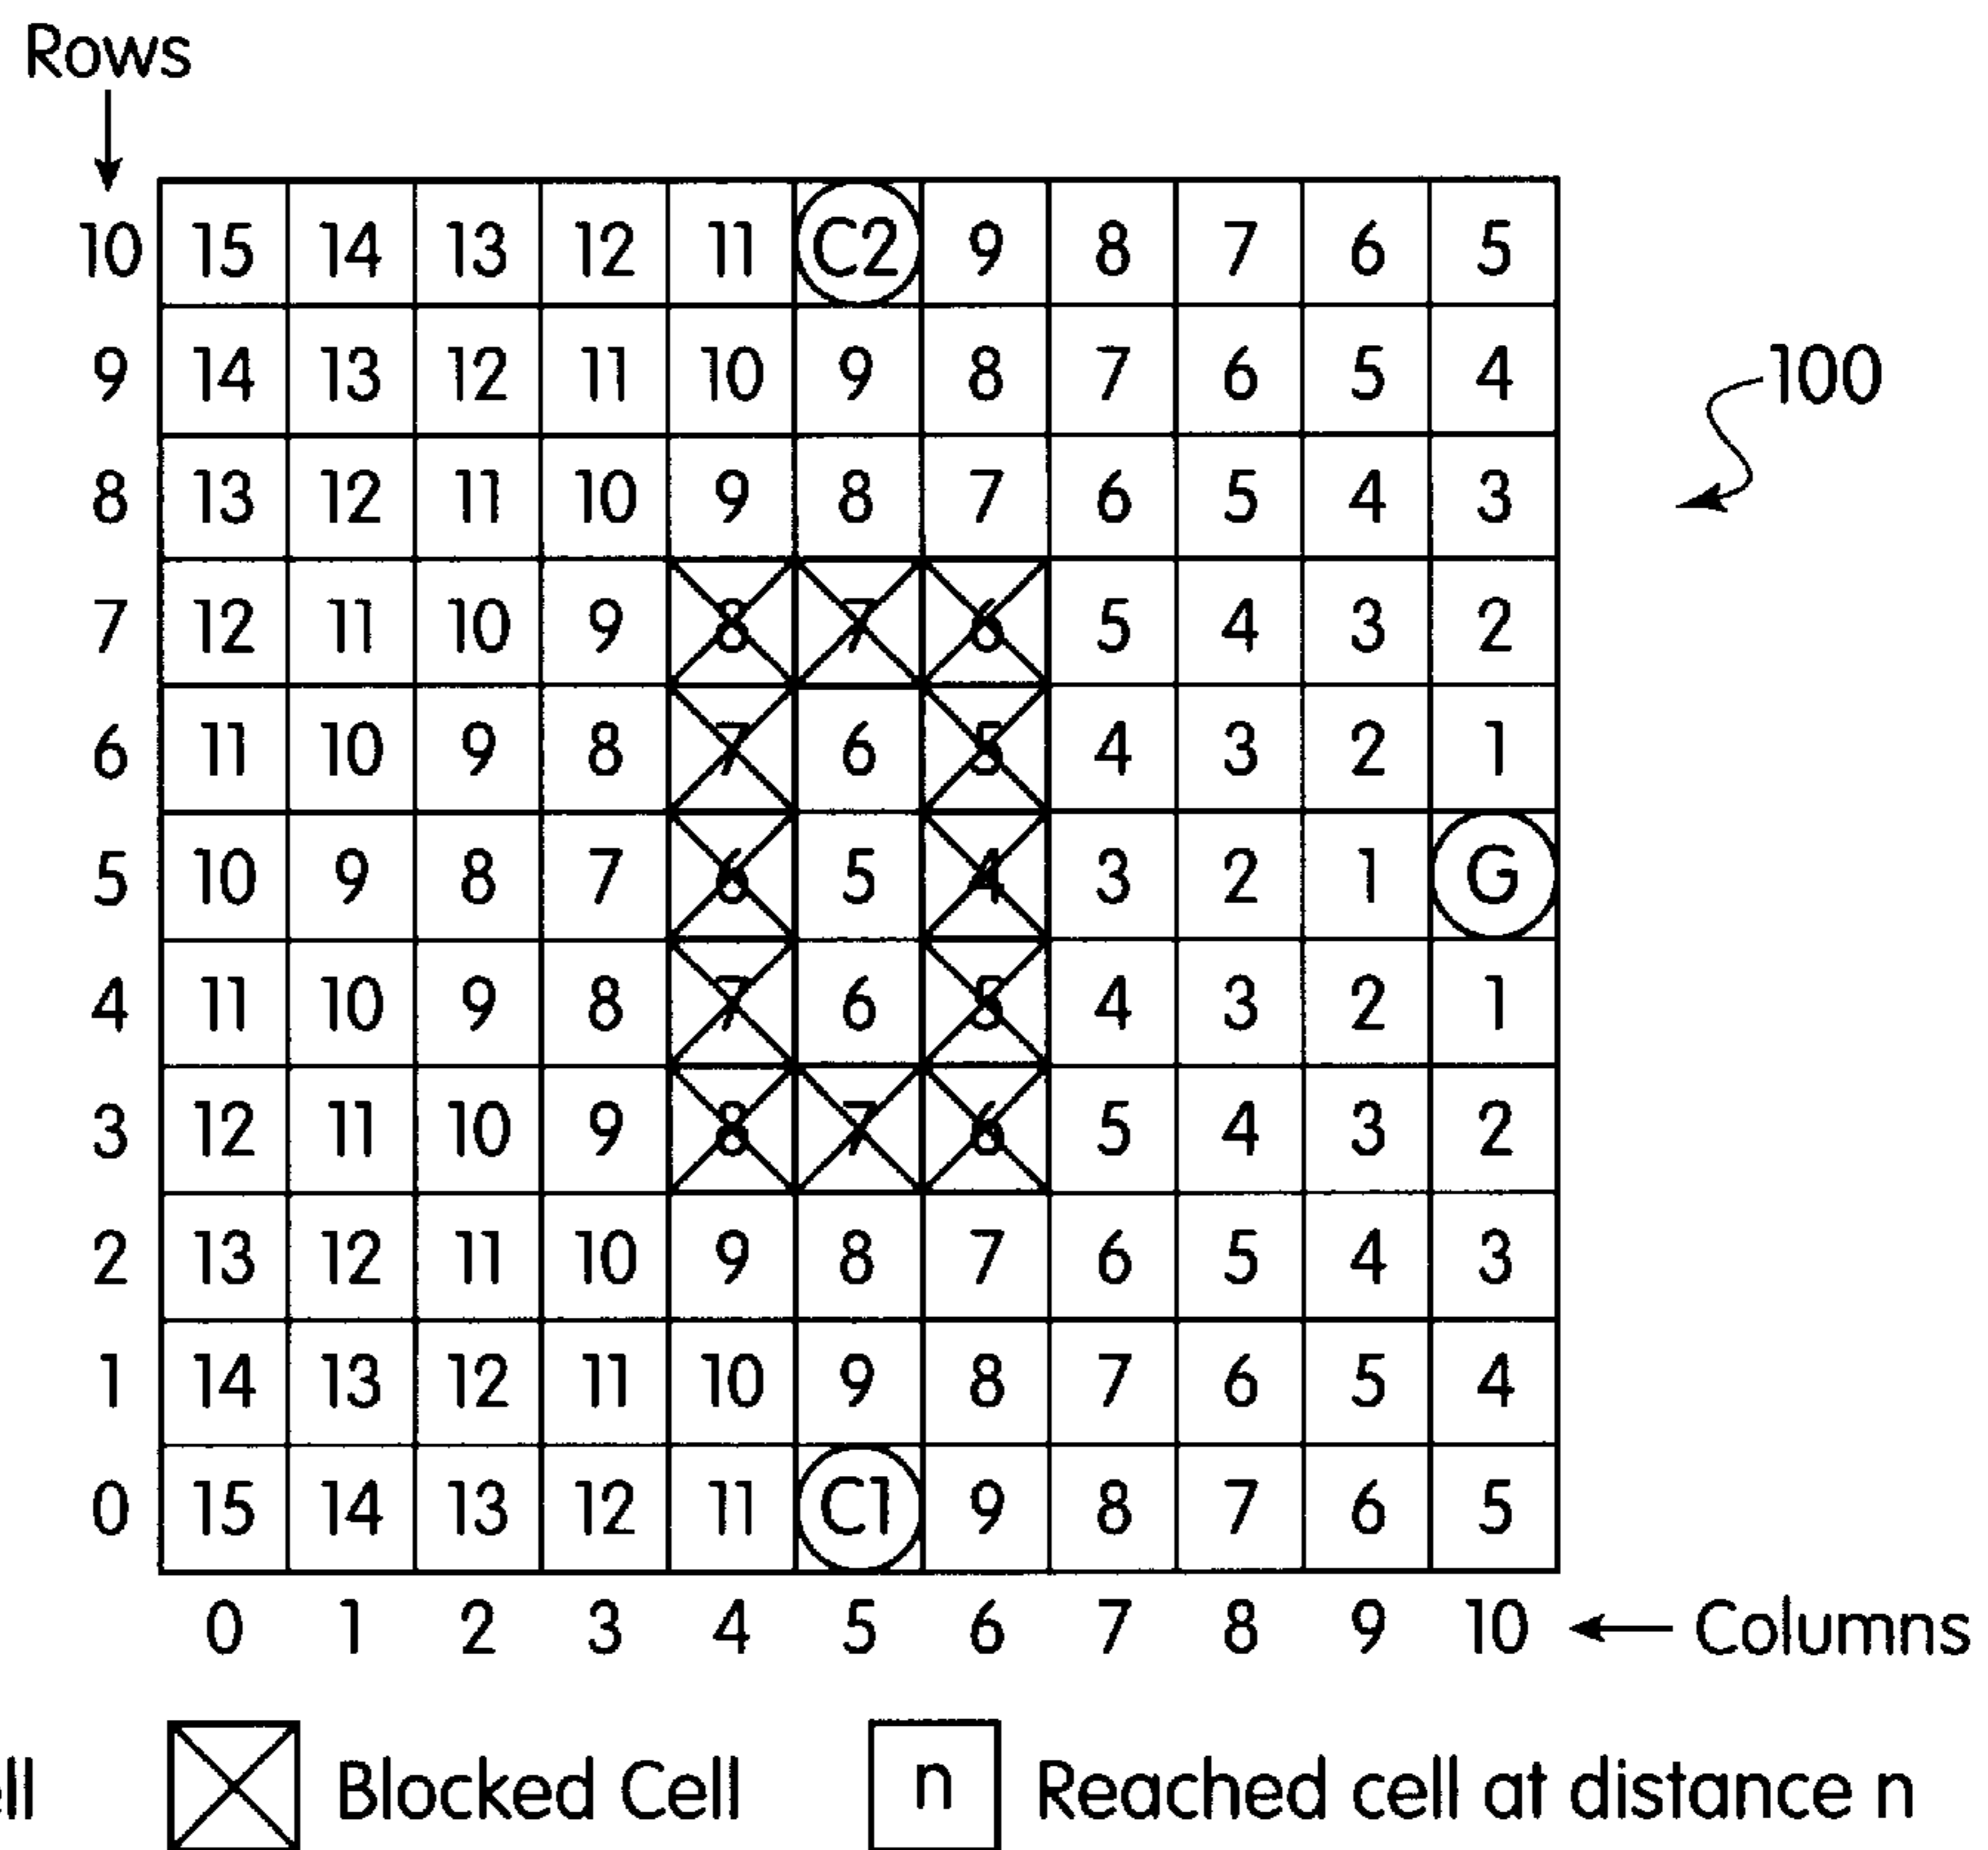 Rows
10 15 14 13 12 11 C2 9 8 7 6 5
9 14 13 12 11 10 9 8 7 6 5 4
100
8 13 12 11 10 9 8 7 6 5 4 3
7 12 11 10 9 8 7 6 5 4 3 2
6 11 10 9 8 7 6 5 4 3 2 1
5 10 9 8 7 6 5 4 3 2 1 G
4 11 10 9 8 7 6 5 4 3 2 1
3 12 11 10 9 8 7 6 5 4 3 2
2 13 12 11 10 9 8 7 6 5 4 3
1 14 13 12 11 10 9 8 7 6 5 4
0 15 14 13 12 11 C1 9 8 7 6 5
0 1 2 3 4 5 6 7 8 9 10 Columns
ell Blocked Cell n Reached cell at distance n